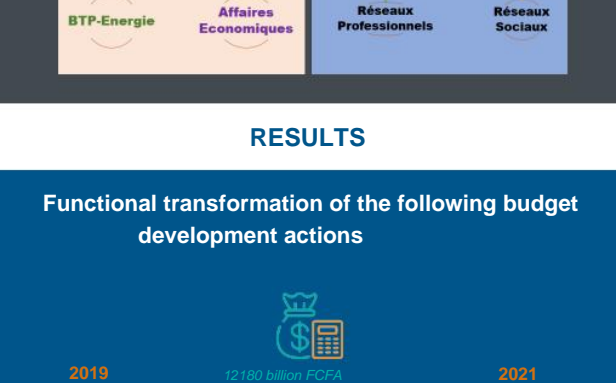 BTP-Energie
Affaires
Economiques
Réseaux
Professionnels
Réseaux
Sociaux
RESULTS
Functional transformation of the following budget
development actions
$
2019
12180 billion FCFA
2021